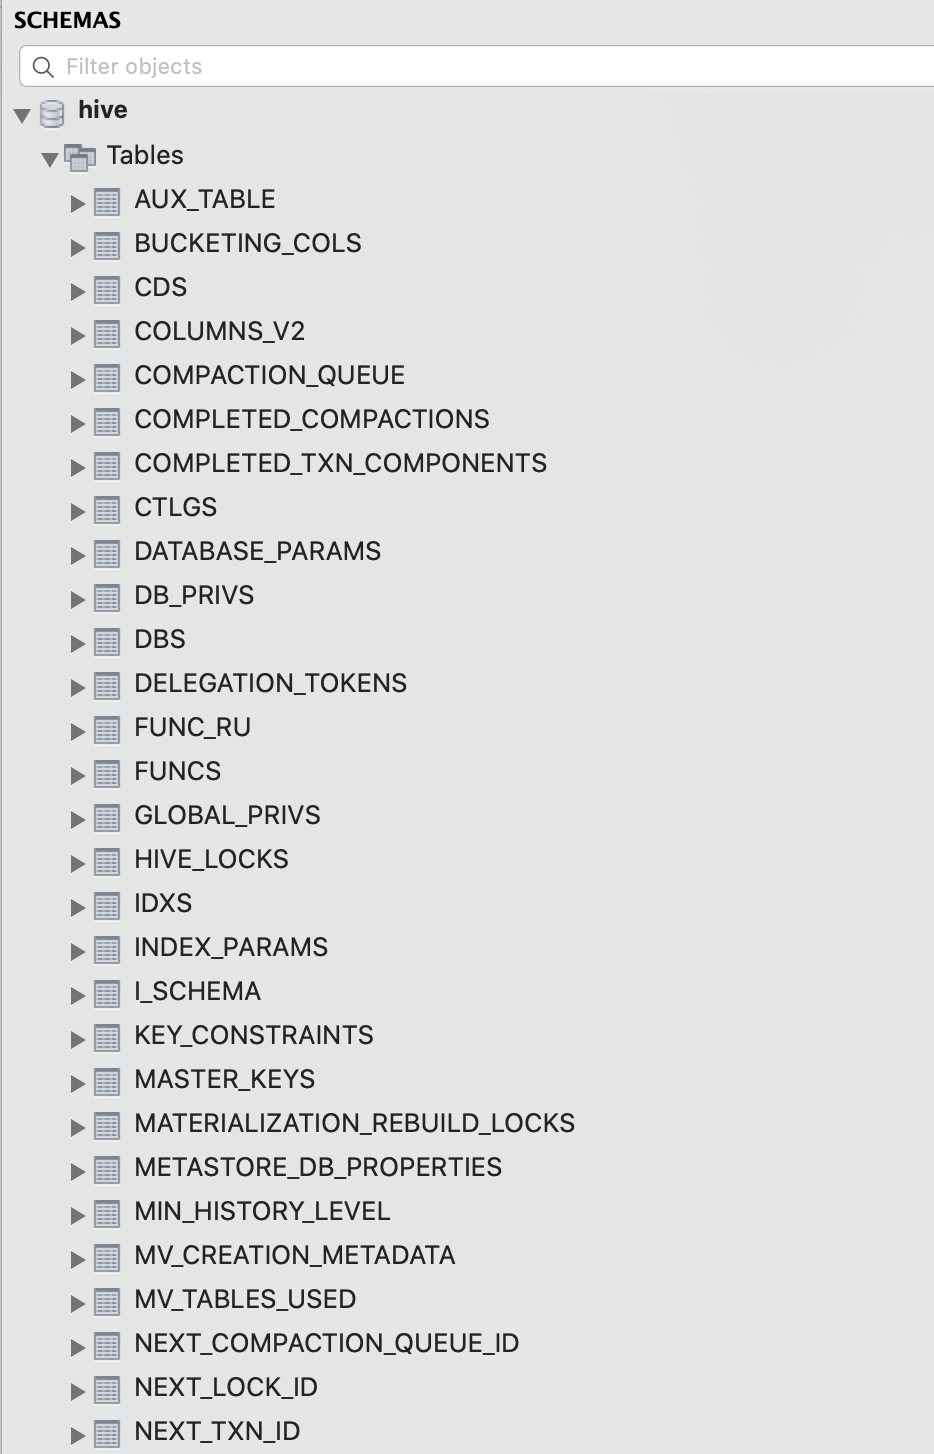 SCHEMAS
Filter objects
hive
Tables
AUX_TABLE
BUCKETING_COLS
CDS
COLUMNS_V2
COMPACTION_QUEUE
COMPLETED_COMPACTIONS
COMPLETED_TXN_COMPONENTS
CTLGS
DATABASE_PARAMS
DB_PRIVS
DBS
DELEGATION_TOKENS
FUNC_RU
FUNCS
GLOBAL_PRIVS
HIVE_LOCKS
IDXS
INDEX_PARAMS
I_SCHEMA
KEY_CONSTRAINTS
MASTER_KEYS
MATERIALIZATION_REBUILD_LOCKS
METASTORE_DB_PROPERTIES
MIN_HISTORY_LEVEL
MV_CREATION_METADATA
MV_TABLES_USED
NEXT_COMPACTION_QUEUE_ID
NEXT_LOCK_ID
NEXT_TXN_ID